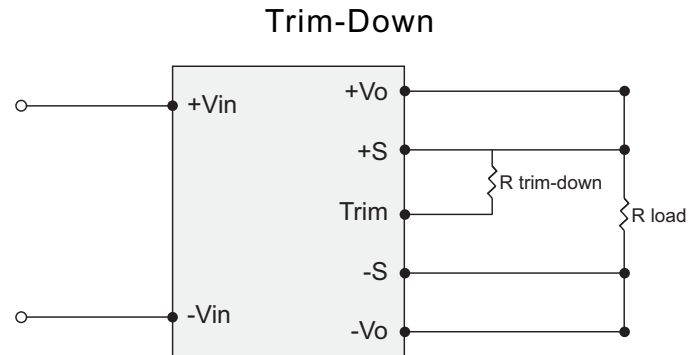 Trim-Down
+Vo
+Vin
+S
R trim-down
Trim
R load
-S
-Vin
-Vo